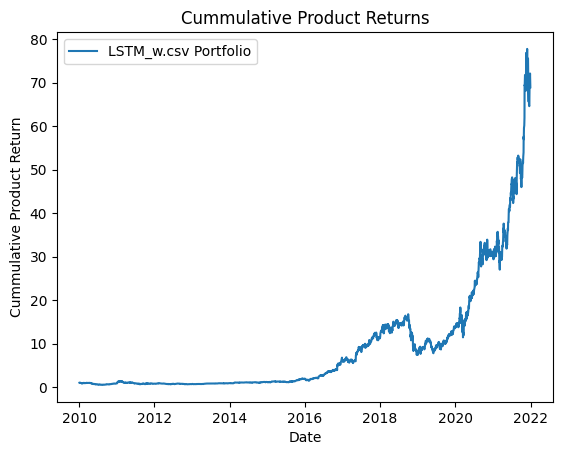 Cummulative Product Returns
LSTM_w.csv Portfolio
Cummulative Product Return
80
70
60
50
40
30
20
10
0
2010 2012 2014 2016 2018 2020 2022
Date